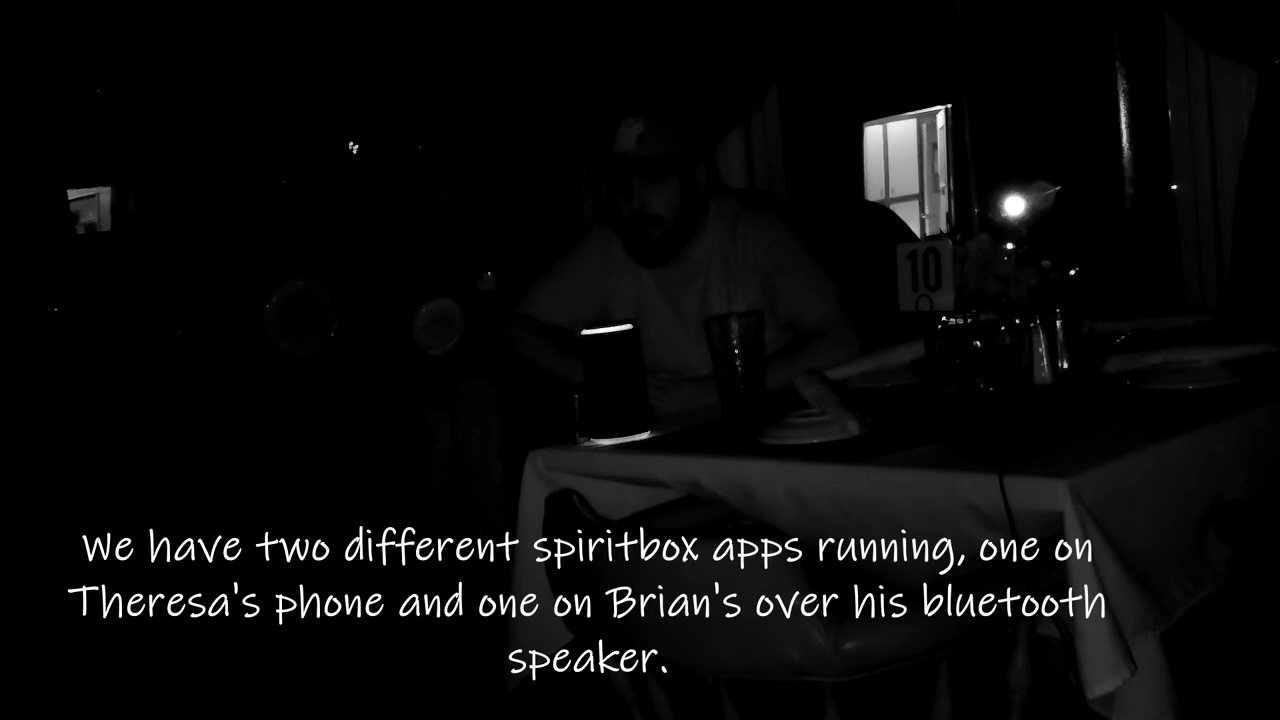 10
We have two different spiritbox apps running, one on
Theresa's phone and one on Brian's over his bluetooth
speaker.